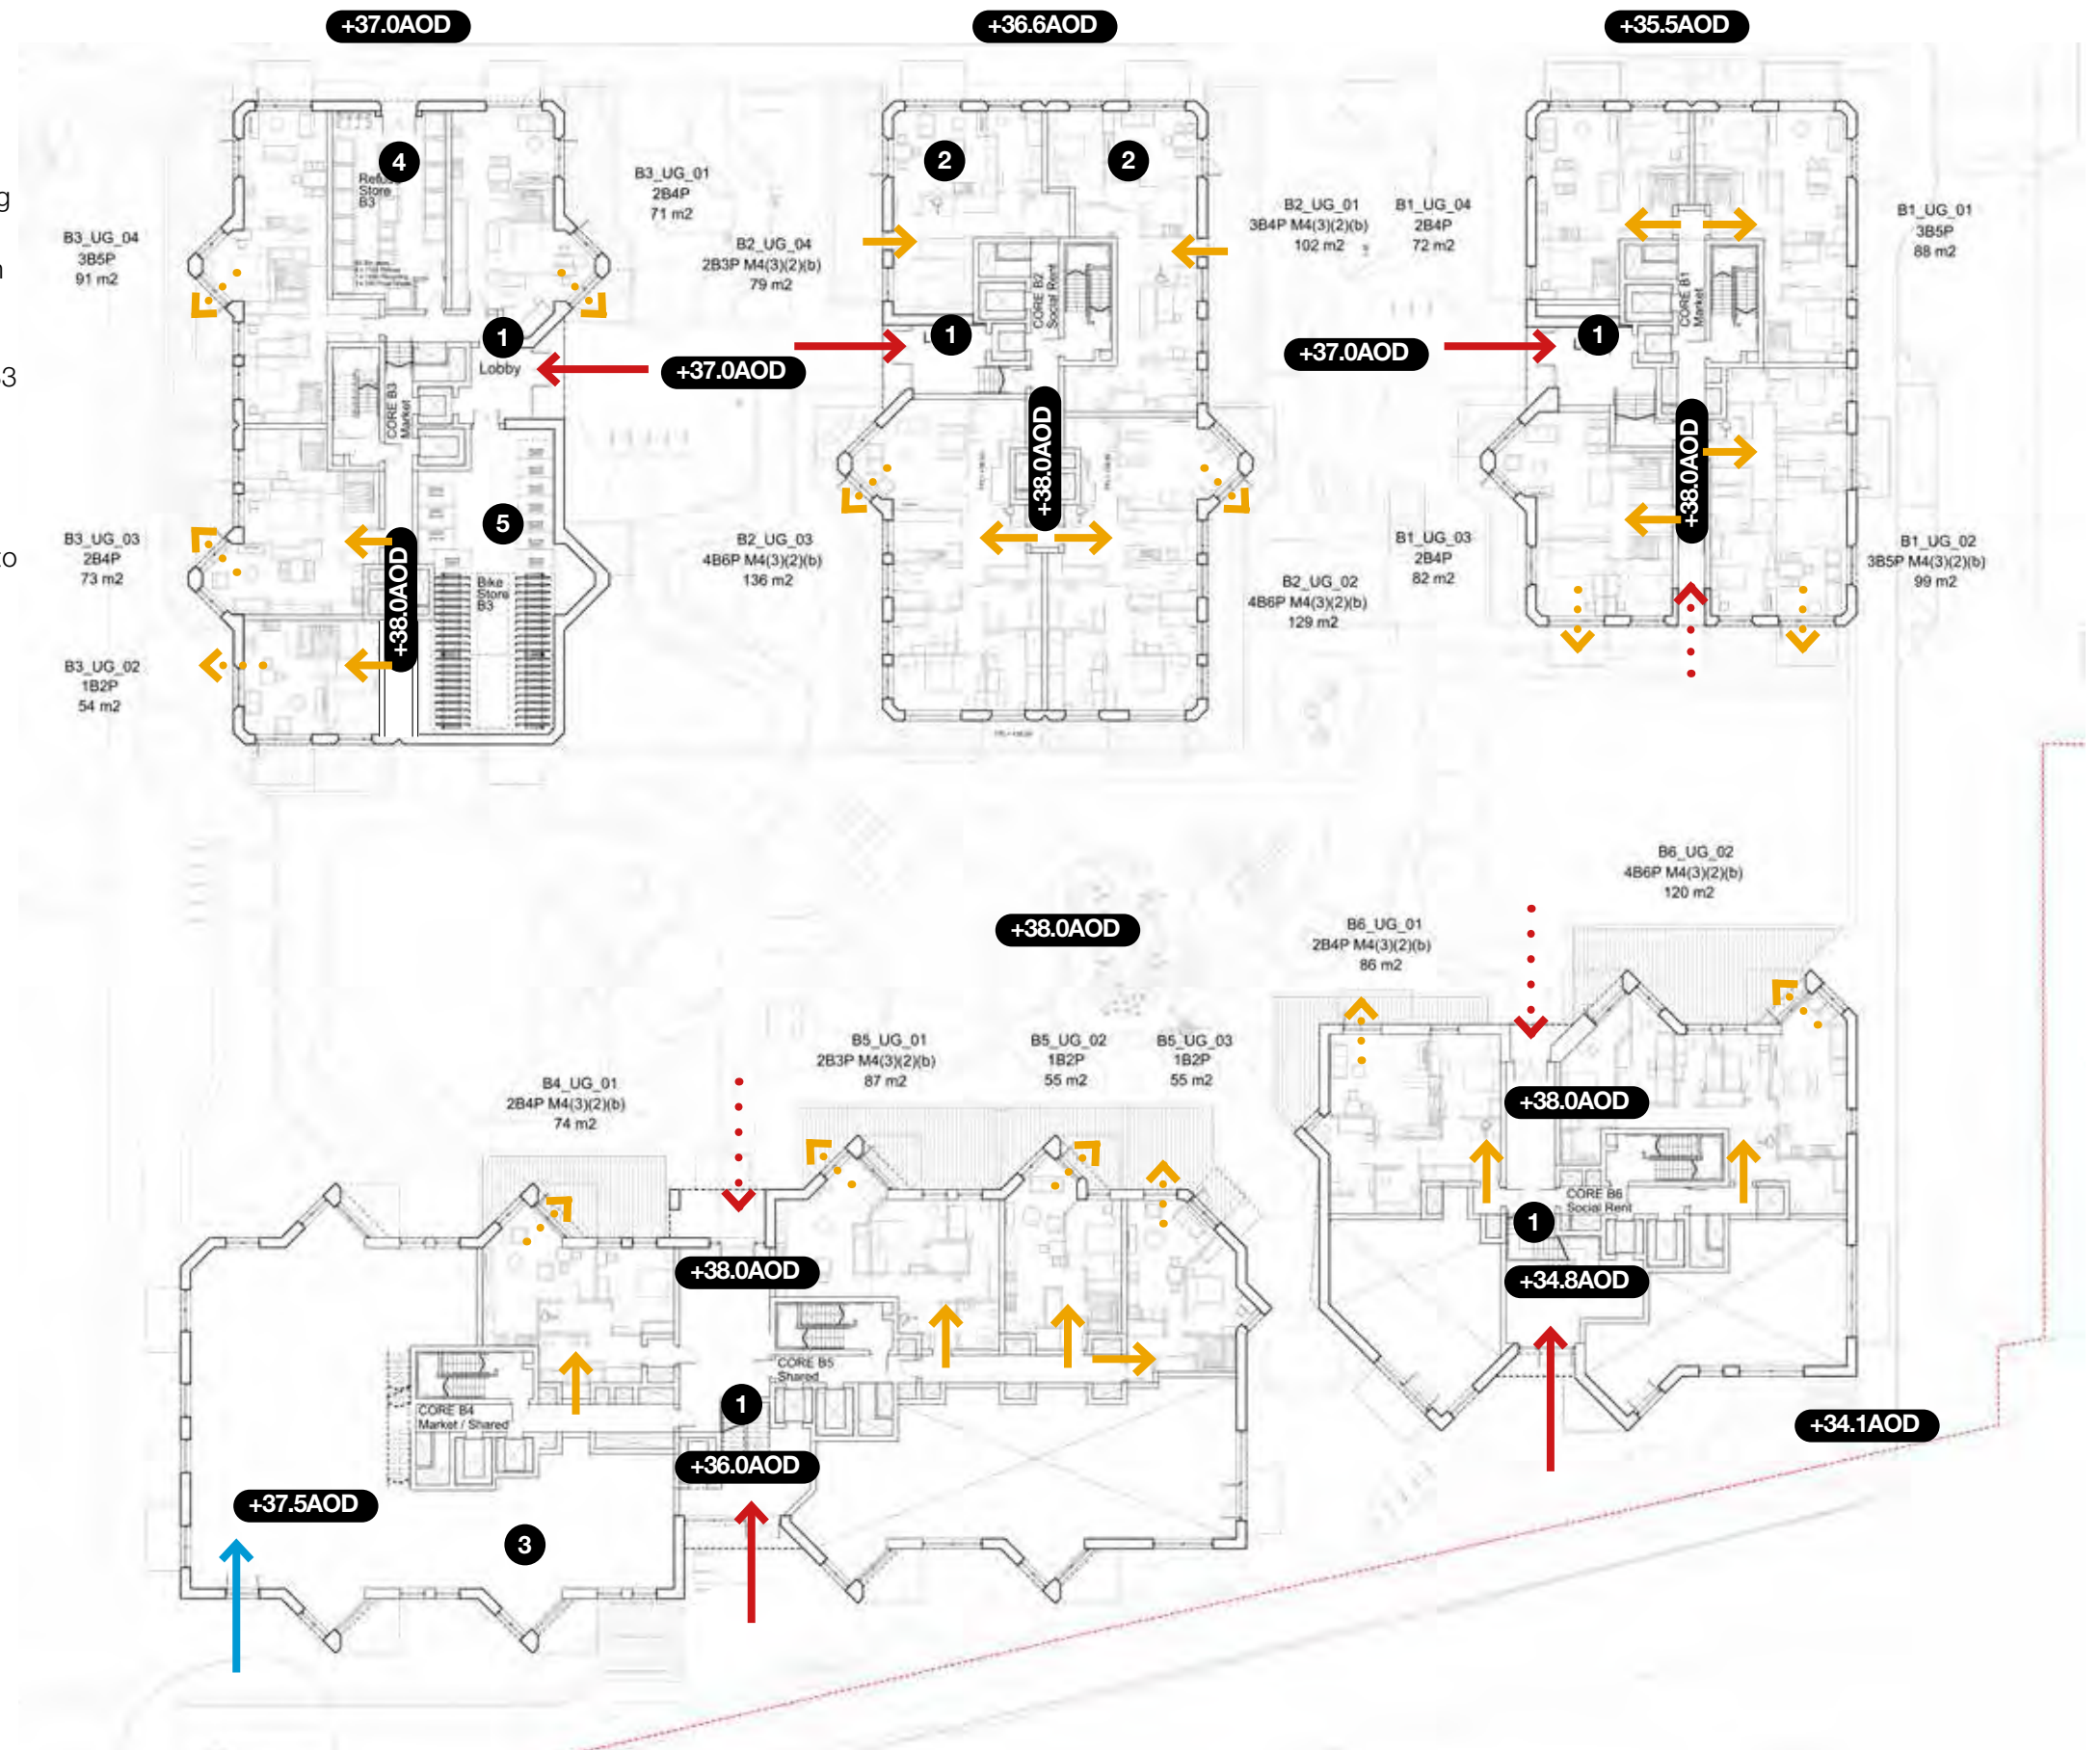 +37.0AOD
+36.6AOD
+35.5AOD
g
n
33
to
4
Refuse
Store
B3
B3_UG_01
2B4P
71 m2
B3_UG_04
3B5P
91 m2
1
Lobby
+37.0AOD
CORE B3
Market
5
Bike
Store
B3
+38.0AOD
B3_UG_03
2B4P
73 m2
B3_UG_02
1B2P
54 m2
2
2
B2_UG_04
2B3P M4(3)(2)(b)
79 m2
B2_UG_01
3B4P M4(3)(2)(b)
102 m2
CORE B2
Social Rent
1
+38.0AOD
B2_UG_03
4B6P M4(3)(2)(b)
136 m2
B2_UG_02
4B6P M4(3)(2)(b)
129 m2
B1_UG_04
2B4P
72 m2
B1_UG_01
3B5P
88 m2
+37.0AOD
1
CORE B1
Market
+38.0AOD
B1_UG_03
2B4P
82 m2
B1_UG_02
3B5P M4(3)(2)(b)
99 m2
B6_UG_02
4B6P M4(3)(2)(b)
120 m2
+38.0AOD
B6_UG_01
2B4P M4(3)(2)(b)
86 m2
B5_UG_01
2B3P M4(3)(2)(b)
87 m2
B5_UG_02
1B2P
55 m2
B5_UG_03
1B2P
55 m2
B4_UG_01
2B4P M4(3)(2)(b)
74 m2
+38.0AOD
CORE B6
Social Rent
1
+34.8AOD
+38.0AOD
CORE B5
Shared
1
CORE B4
Market / Shared
+36.0AOD
+37.5AOD
3
+34.1AOD